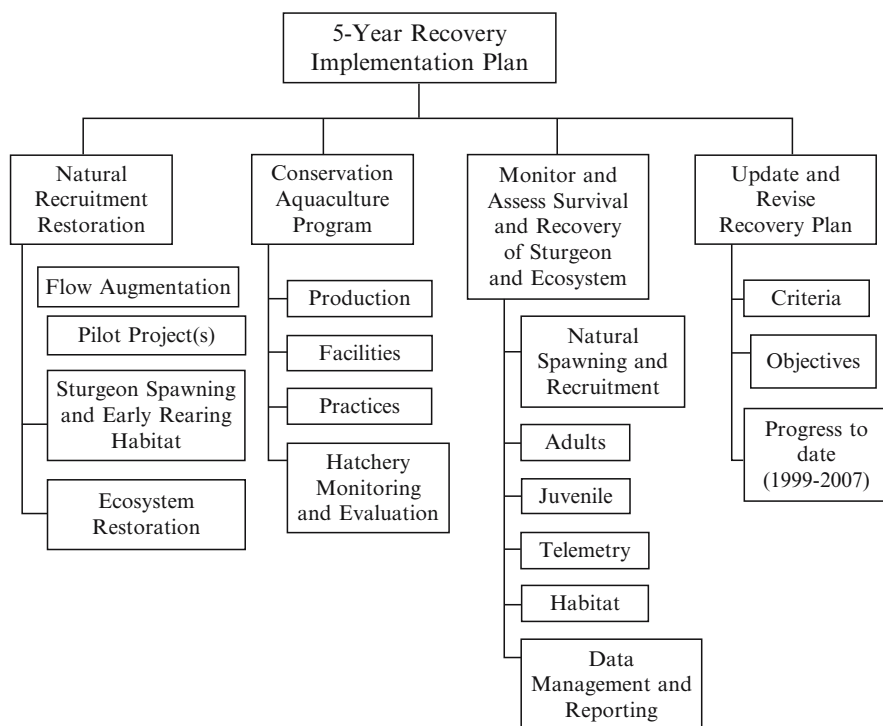 5-Year Recovery
Implementation Plan
Natural
Recruitment
Restoration
Flow Augmentation
Pilot Project(s)
Sturgeon Spawning
and Early Rearing
Habitat
Ecosystem
Restoration
Conservation
Aquaculture
Program
Production
Facilities
Practices
Hatchery
Monitoring
and Evaluation
Monitor and
Assess Survival
and Recovery
of Sturgeon
and Ecosystem
Natural
Spawning and
Recruitment
Adults
Juvenile
Telemetry
Habitat
Data
Management and
Reporting
Update and
Revise
Recovery Plan
Criteria
Objectives
Progress to
date
(1999-2007)